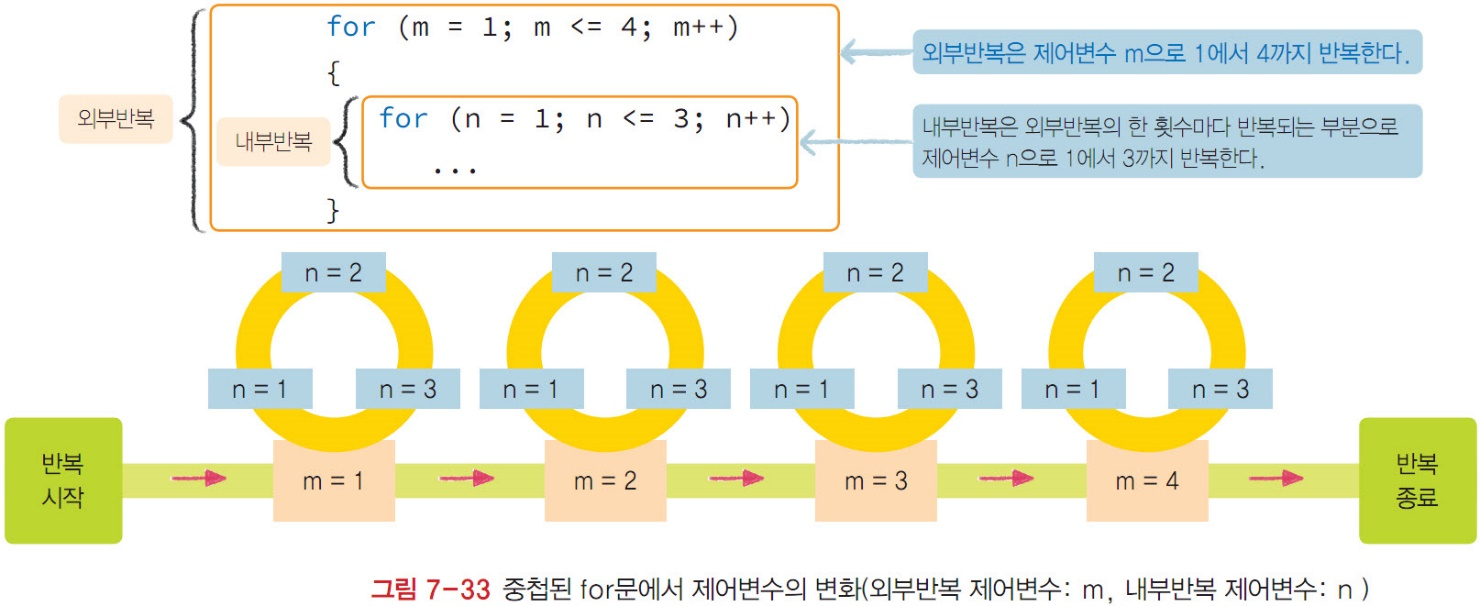 for (m = 1; m <= 4; m++)
외부반복은 제어변수 m으로 1에서 4까지 반복한다.
{
외부반복
내부반복
for (n = 1; n <= 3; n++)
...
내부반복은 외부반복의 한 횟수마다 반복되는 부분으로
제어변수 n으로 1에서 3까지 반복한다.
}
n = 2
n = 2
n = 2
n = 2
n = 1
n = 3
n = 1
n = 3
n = 1
n = 3
n = 1
n = 3
반복
시작
m = 1
m = 2
m = 3
m = 4
반복
종료
그림 7-33 중첩된 for문에서 제어변수의 변화(외부반복 제어변수: m, 내부반복 제어변수: n )